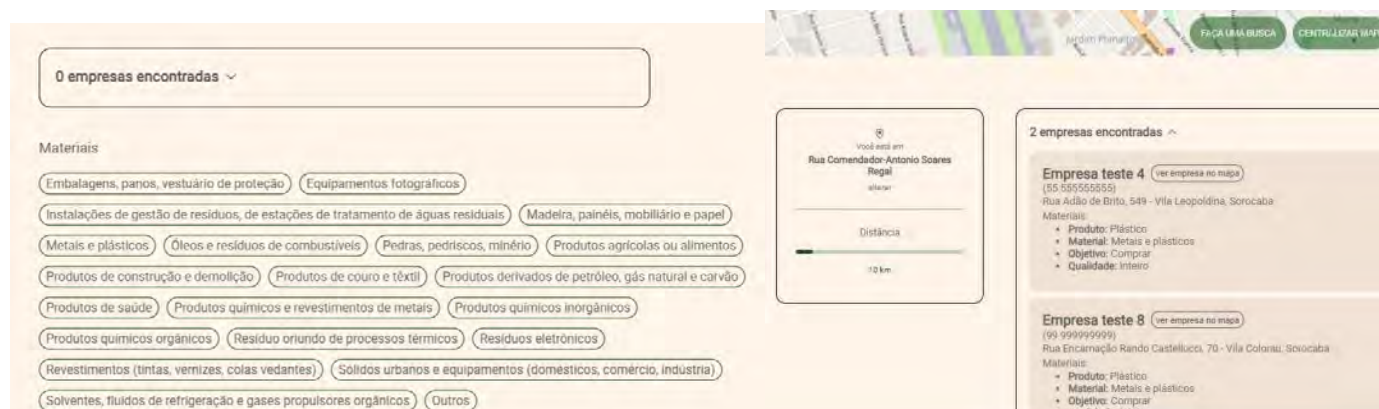 0 empresas encontradas
Materiais
Embalagens, panos, vestuário de proteção Equipamentos fotográficos
Instalações de gestão de resíduos, de estações de tratamento de águas residuais Madeira, painéis, mobiliário e papel
Metais e plásticos Óleos e resíduos de combustíveis Pedras, pedriscos, minério Produtos agrícolas ou alimentos
Produtos de construção e demolição Produtos de couro e têxtil Produtos derivados de petróleo, gás natural e carvão
Produtos de saúde Produtos químicos e revestimentos de metais Produtos químicos inorgânicos
Produtos químicos orgânicos Resíduo oriundo de processos térmicos Resíduos eletrônicos
Revestimentos (tintas, vernizes, colas vedantes) Sólidos urbanos e equipamentos (domésticos, comércio, indústria)
Solventes, fluidos de refrigeração e gases propulsores orgânicos Outros
Jardim
FAÇA UMA BUSCA CENTRALIZAR MAP
Você está em
Rua Comendador Antonio Soares
Regal
alterar
Distância
10 km
2 empresas encontradas
Empresa teste 4 ver empresa no mapa
(55 555555555)
Rua Adão de Brito, 549 - Vila Leopoldina, Sorocaba
Materiais:
• Produto: Plástico
• Material: Metais e plásticos
• Objetivo: Comprar
• Qualidade: Inteiro
Empresa teste 8 ver empresa no mapa
(99 999999999)
Rua Encarnação Rando Castellucci, 70 - Vila Colorau, Sorocaba
Materiais:
• Produto: Plástico
• Material: Metais e plásticos
• Objetivo: Comprar